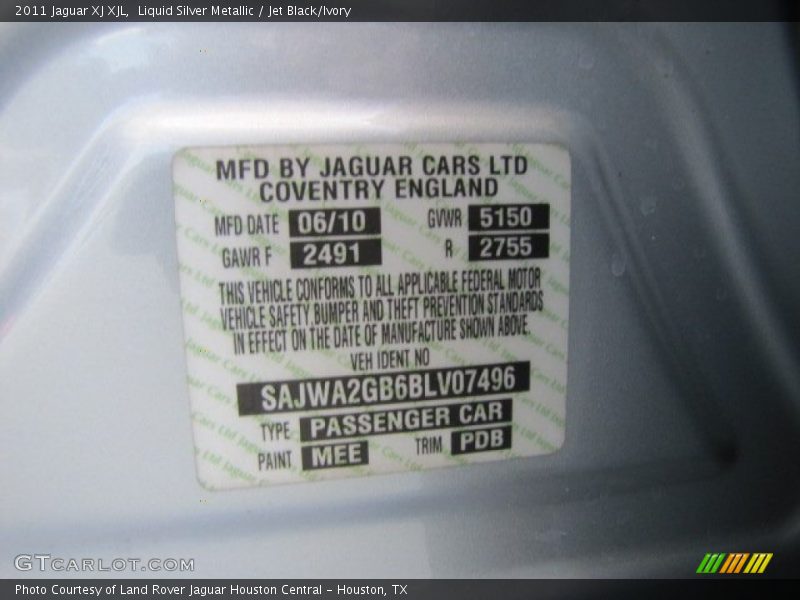 2011 Jaguar XJ XJL,  Liquid Silver Metallic / Jet Black/Ivory
MFD BY JAGUAR CARS LTD
COVENTRY ENGLAND
MFD DATE 06/10 GVWR 5150
GAWR F 2491 R 2755
THIS VEHICLE CONFORMS TO ALL APPLICABLE FEDERAL MOTOR
VEHICLE SAFETY BUMPER AND THEFT PREVENTION STANDARDS
IN EFFECT ON THE DATE OF MANUFACTURE SHOWN ABOVE.
VEH IDENT NO
SAJWA2GB6BLV07496
TYPE PASSENGER CAR
PAINT MEE TRIM PDB
GTCARLOT.COM
Photo Courtesy of Land Rover Jaguar Houston Central - Houston, TX